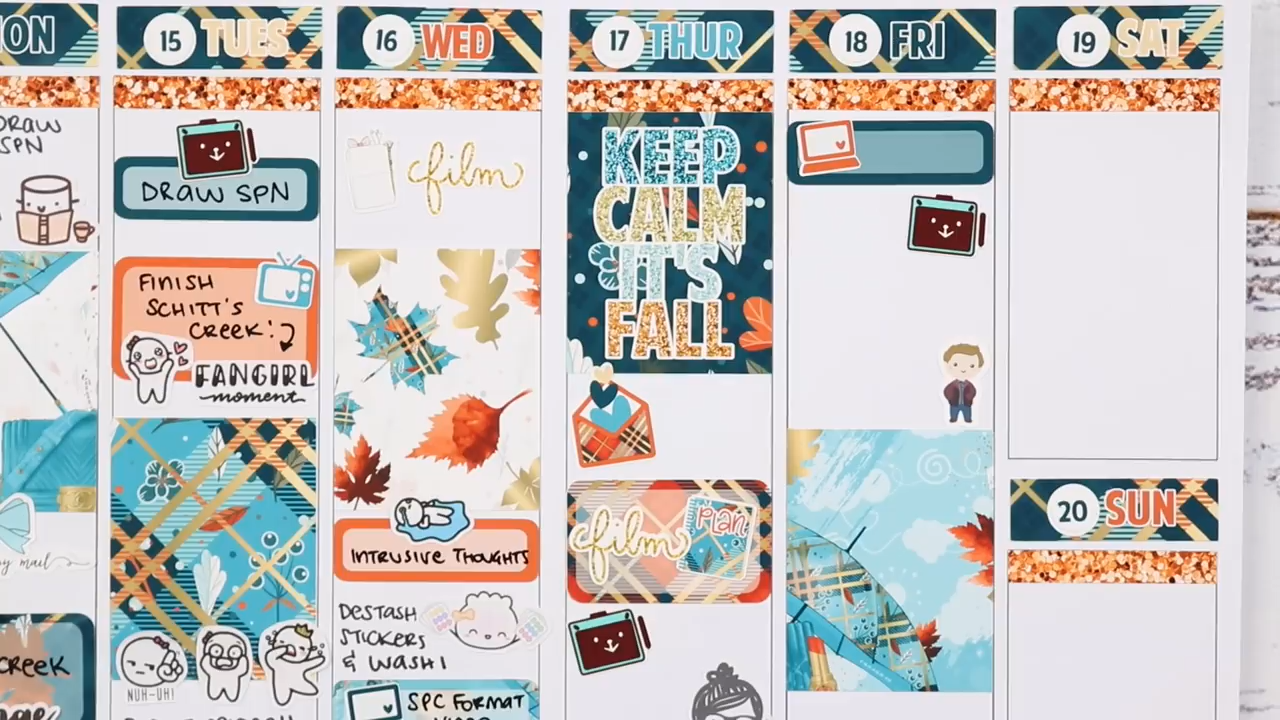 ON
DRAW
SPN
by mail
CREEK
15 TUES
DRAW SPN
FINISH
SCHITT'S
CREEK!
FANGIRL
moment
NUH-UH!
16 WED
film
INTRUSIVE THOUGHTS
DESTASH
STICKERS
& WASHI
SPC FORMAT
17 THUR
KEEP
CALM
IT'S
FALL
film
Plan
18 FRI
19 SAT
20 SUN